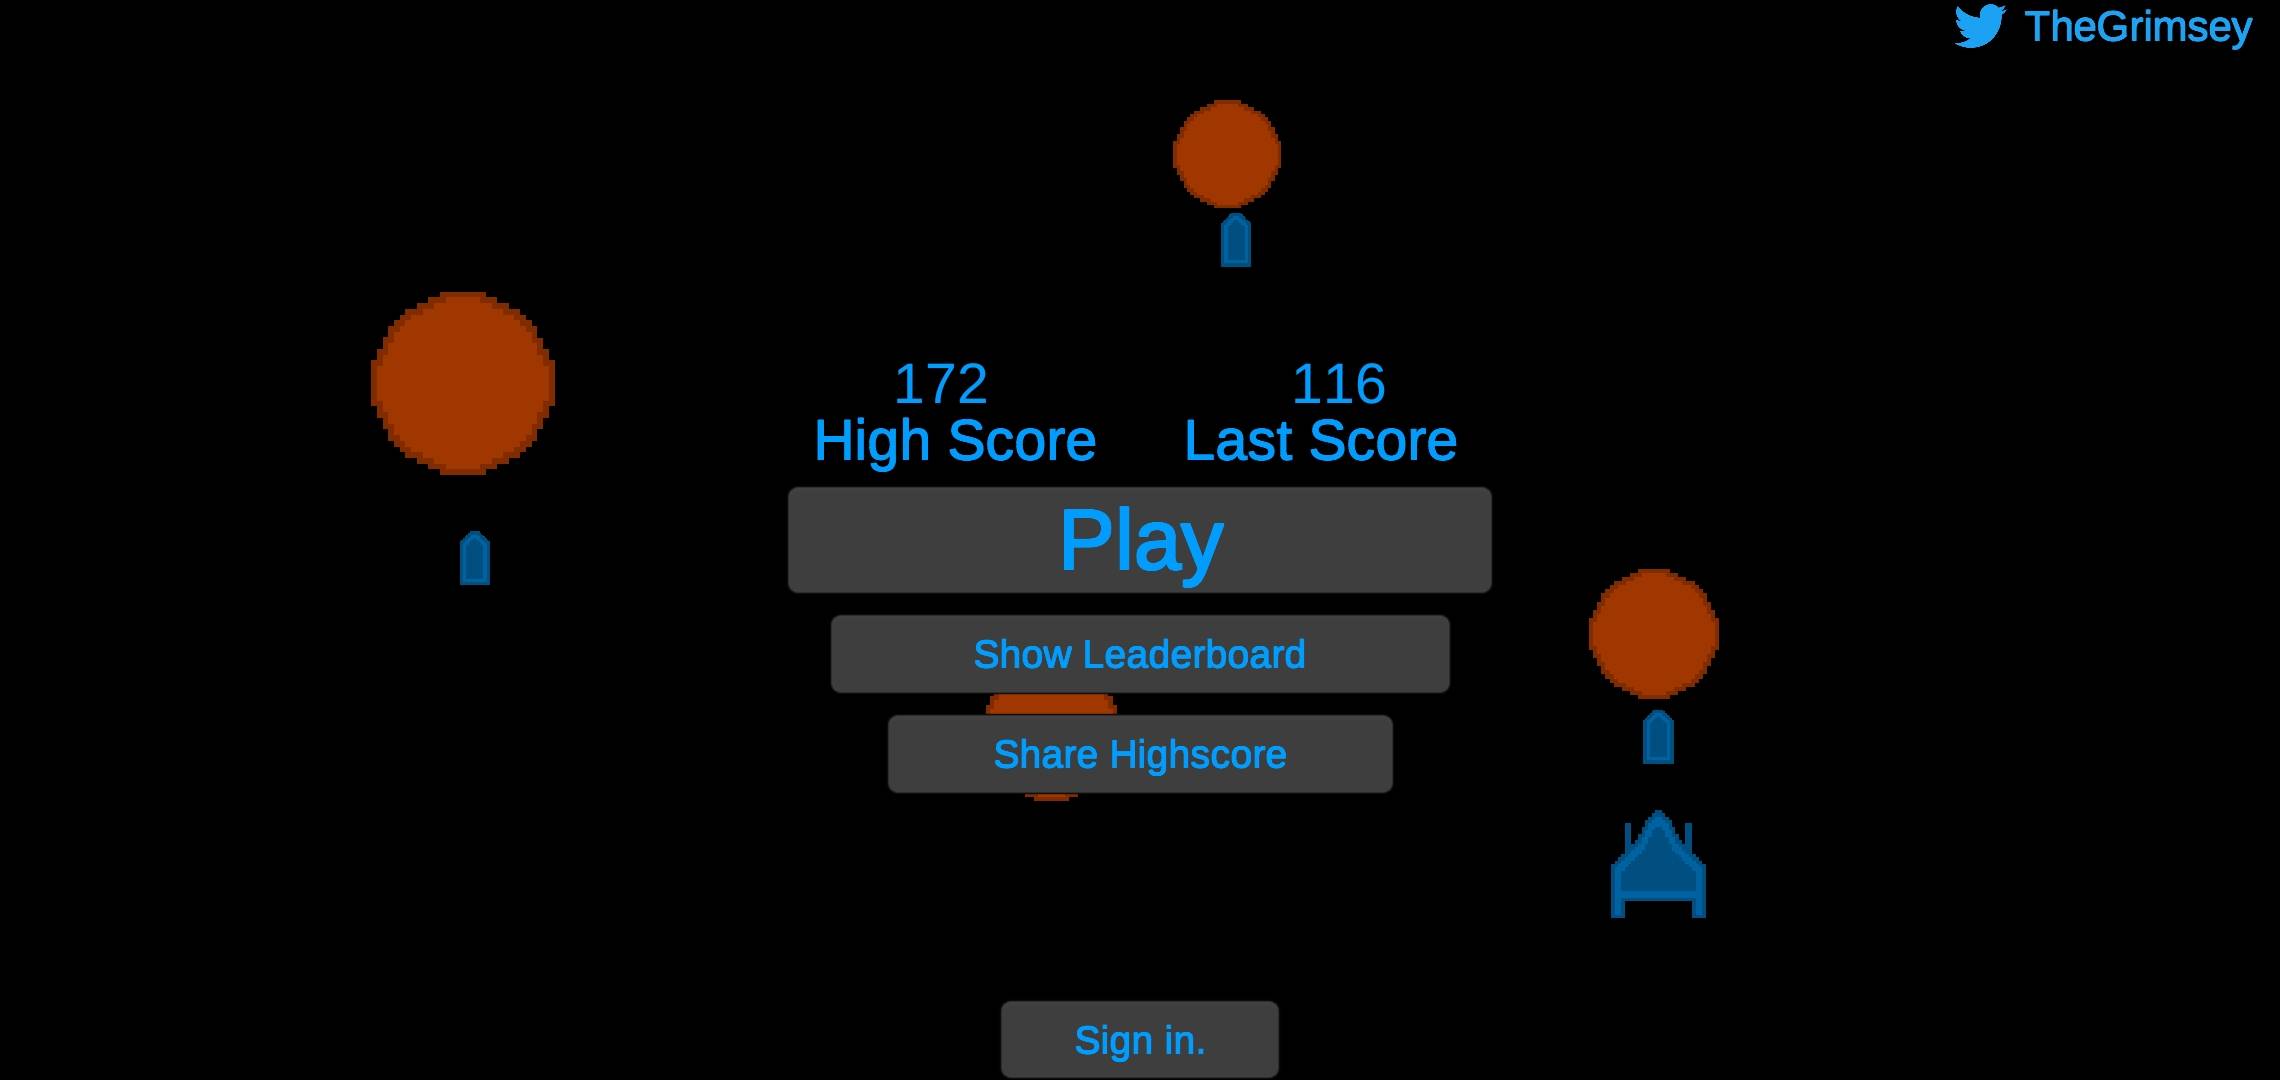 TheGrimsey
172 116
High Score Last Score
Play
Show Leaderboard
Share Highscore
Sign in.